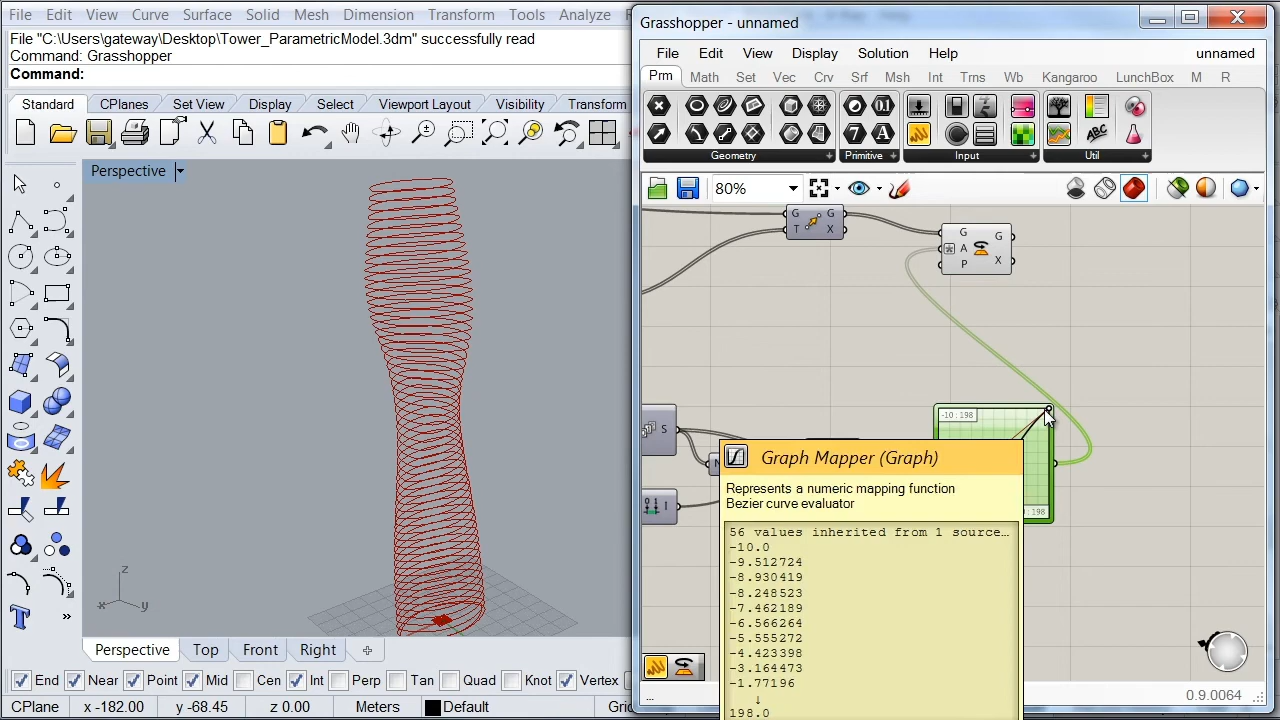 File Edit View Curve Surface Solid Mesh Dimension Transform Tools Analyze
File "C:\Users\gateway\Desktop\Tower_ParametricModel.3dm" successfully read
Command: Grasshopper
Command:
Standard CPlanes Set View Display Select Viewport Layout Visibility Transform
Perspective
z
x y
Perspective Top Front Right
End Near Point Mid Cen Int Perp Tan Quad Knot Vertex
CPlane x -182.00 y -68.45 z 0.00 Meters Default
Grasshopper - unnamed
File Edit View Display Solution Help unnamed
Prm Math Set Vec Crv Srf Msh Int Trns Wb Kangaroo LunchBox M R
Geometry Primitive Input Util
80%
G G
T X
G G
A
P X
S
I
-10 : 198
: 198
Graph Mapper (Graph)
Represents a numeric mapping function
Bezier curve evaluator
56 values inherited from 1 source…
-10.0
-9.512724
-8.930419
-8.248523
-7.462189
-6.566264
-5.555272
-4.423398
-3.164473
-1.77196
↓
198.0
...
0.9.0064